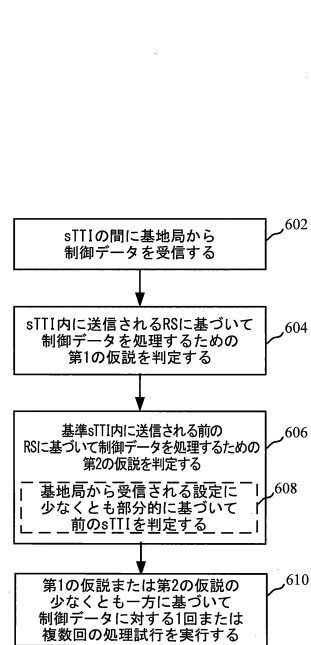 sTTIの間に基地局から
制御データを受信する
602
sTTI内に送信されるRSに基づいて
制御データを処理するための
第1の仮説を判定する
604
基準sTTI内に送信される前の
RSに基づいて制御データを処理するための
第2の仮説を判定する
606
基地局から受信される設定に
少なくとも部分的に基づいて
前のsTTIを判定する
608
第1の仮説または第2の仮説の
少なくとも一方に基づいて
制御データに対する1回または
複数回の処理試行を実行する
610